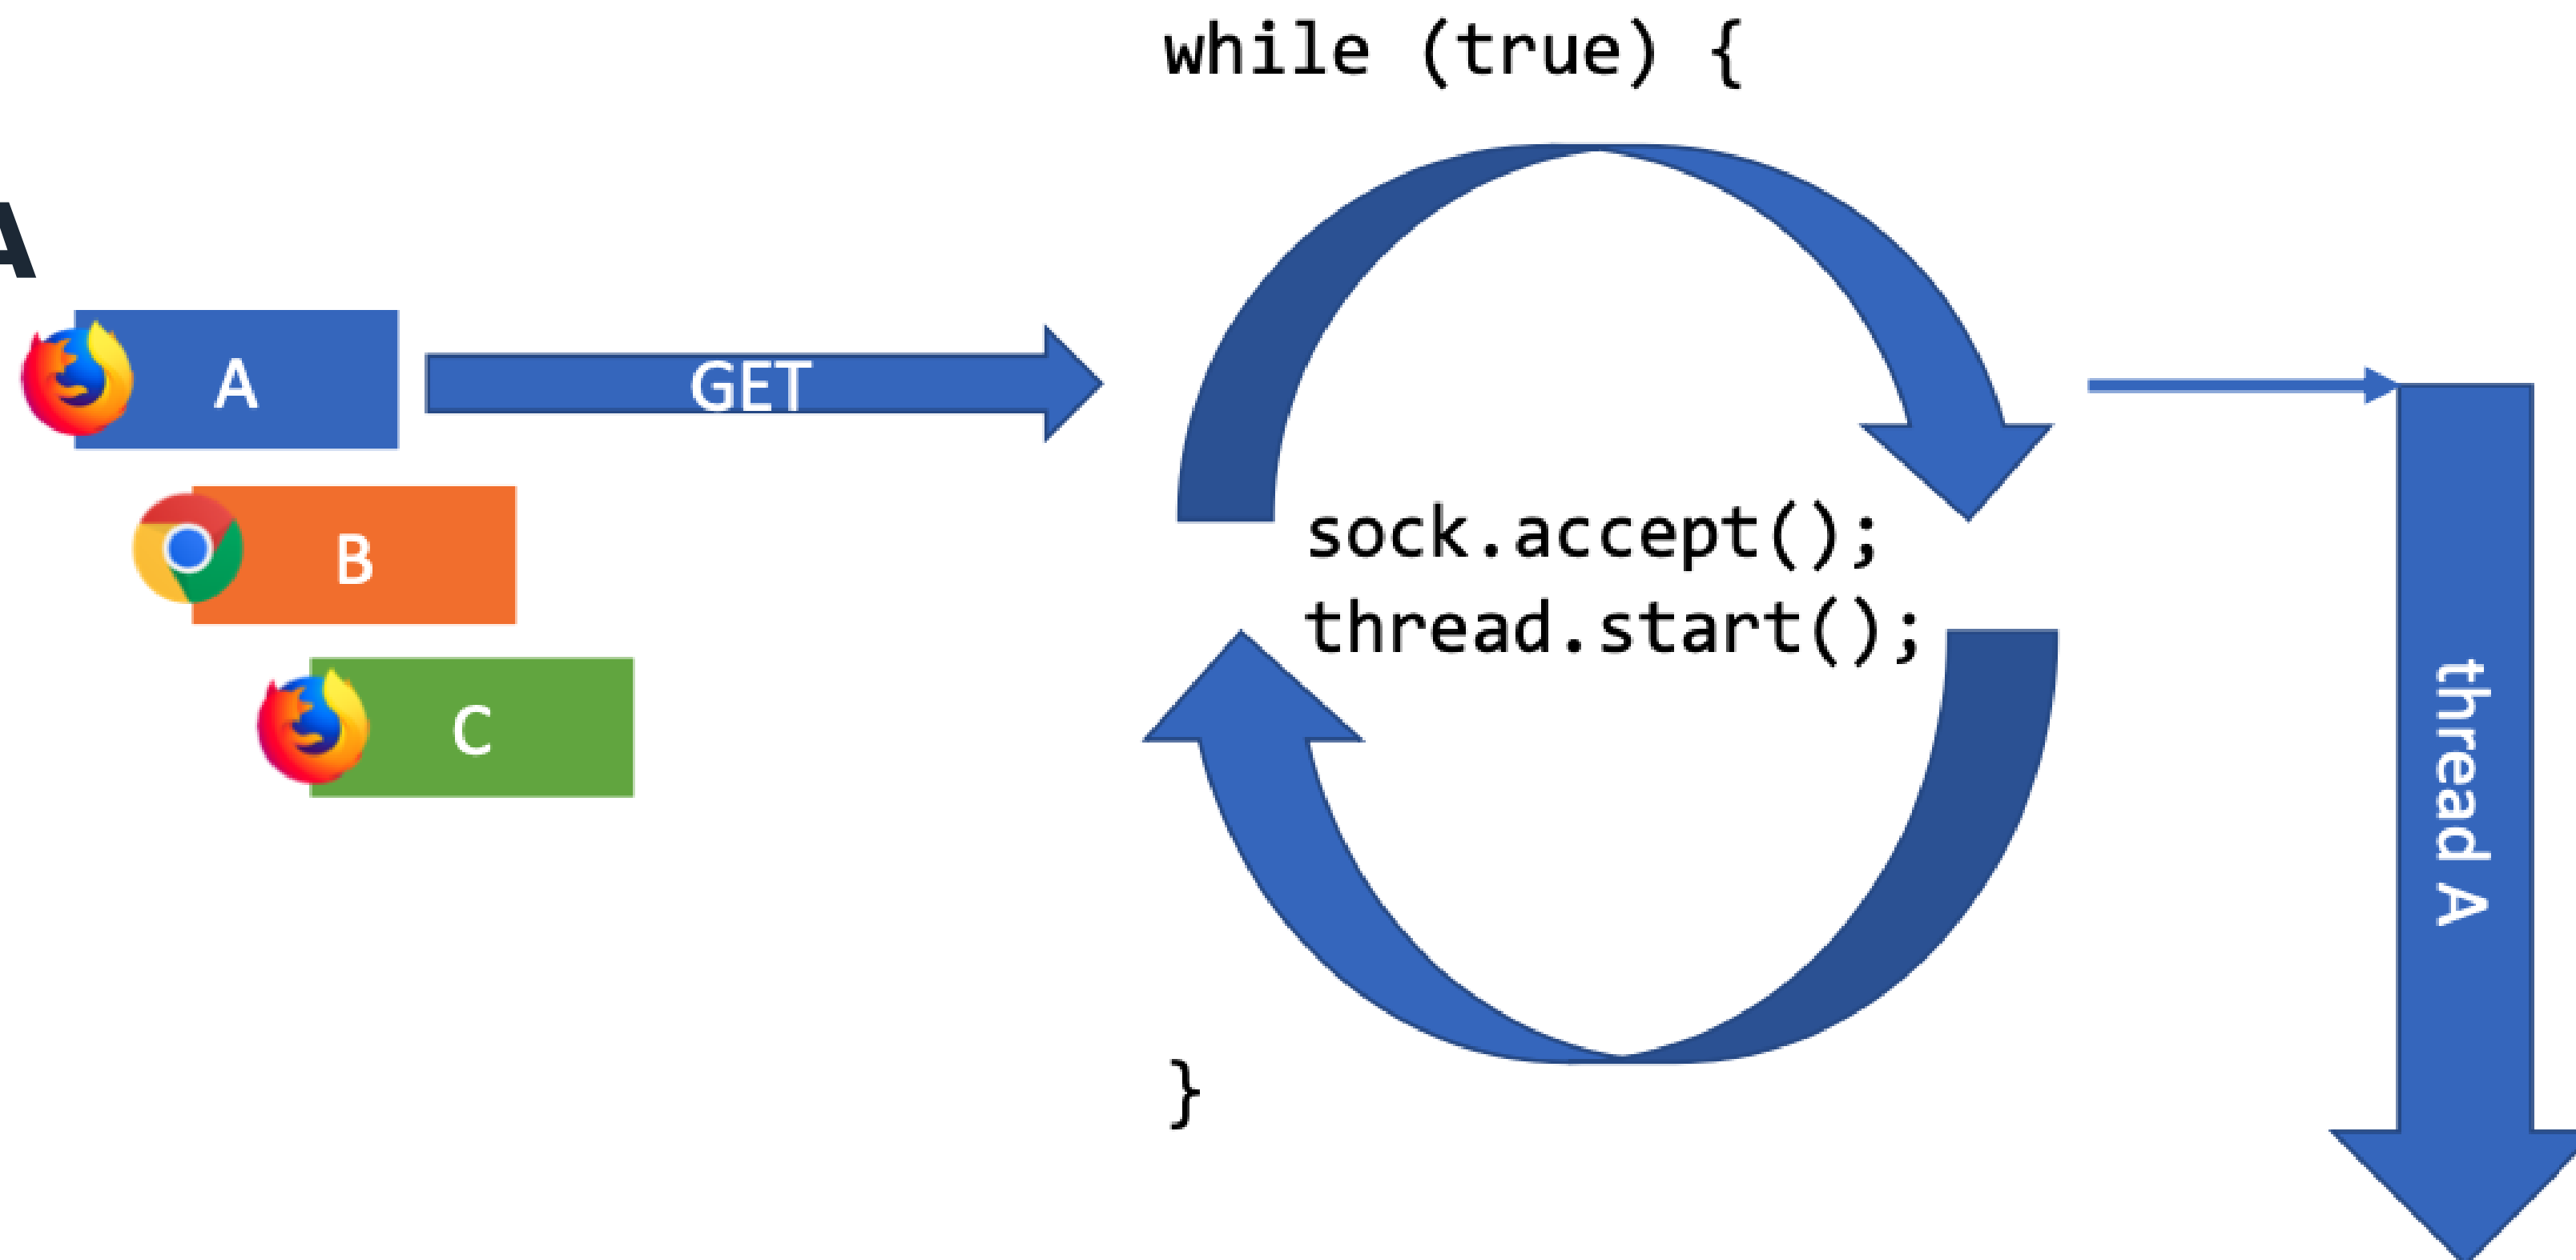 while (true) {
A
A
GET
B
sock.accept();
thread.start();
C
thread A
}